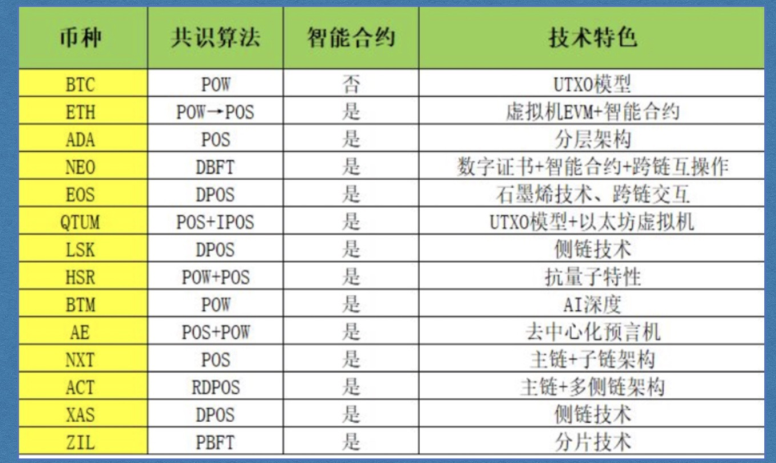 币种 共识算法 智能合约 技术特色
BTC POW 否 UTXO模型
ETH POW→POS 是 虚拟机EVM+智能合约
ADA POS 是 分层架构
NEO DBFT 是 数字证书+智能合约+跨链互操作
EOS DPOS 是 石墨烯技术、跨链交互
QTUM POS+IPOS 是 UTXO模型+以太坊虚拟机
LSK DPOS 是 侧链技术
HSR POW+POS 是 抗量子特性
BTM POW 是 AI深度
AE POS+POW 是 去中心化预言机
NXT POS 是 主链+子链架构
ACT RDPOS 是 主链+多侧链架构
XAS DPOS 是 侧链技术
ZIL PBFT 是 分片技术